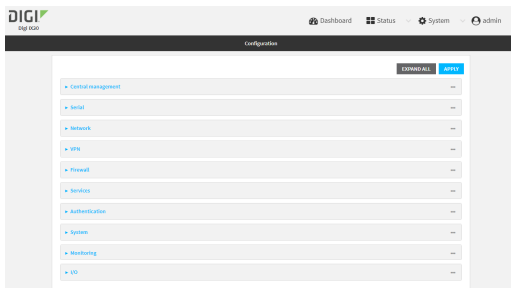 DIGI
Digi IX20
Dashboard
Status
System
admin
Configuration
EXPAND ALL
APPLY
Central management
Serial
Network
VPN
Firewall
Services
Authentication
System
Monitoring
I/O